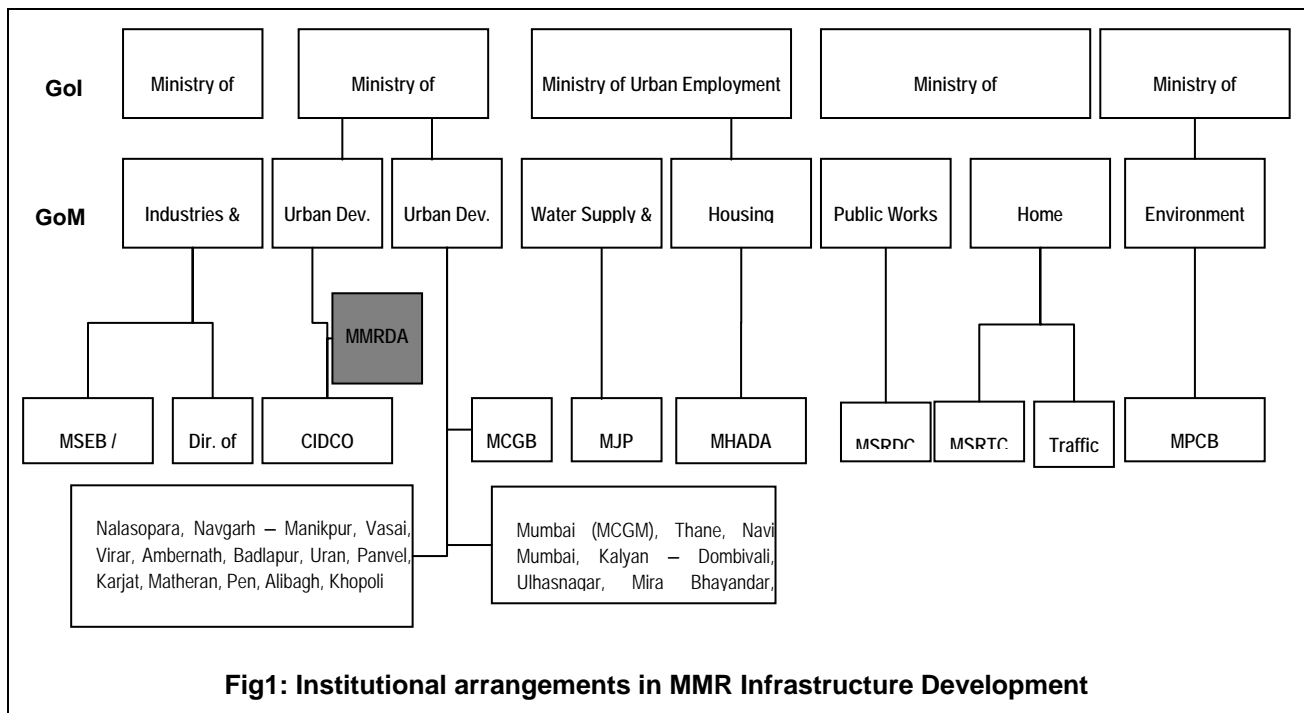 GoI
Ministry of
Ministry of
Ministry of Urban Employment
Ministry of
Ministry of
GoM
Industries &
Urban Dev.
Urban Dev.
Water Supply &
Housing
Public Works
Home
Environment
MMRDA
MSEB /
Dir. of
CIDCO
MCGB
MJP
MHADA
MSRDC
MSRTC
Traffic
MPCB
Nalasopara, Navgarh – Manikpur, Vasai,
Virar, Ambernath, Badlapur, Uran, Panvel,
Karjat, Matheran, Pen, Alibagh, Khopoli
Mumbai (MCGM), Thane, Navi
Mumbai, Kalyan – Dombivali,
Ulhasnagar, Mira Bhayandar,
Fig1: Institutional arrangements in MMR Infrastructure Development